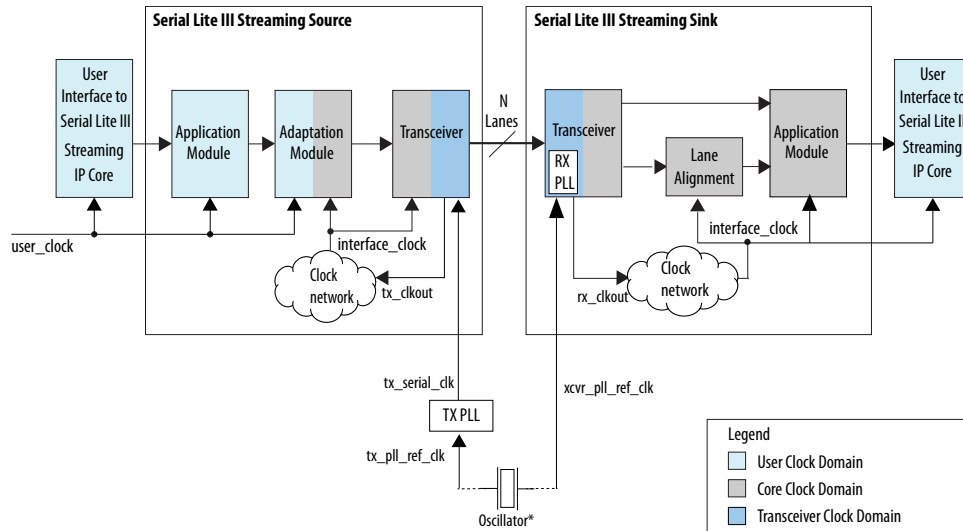 Serial Lite III Streaming Source
Serial Lite III Streaming Sink
User
Interface to
Serial Lite III
Streaming
IP Core
Application
Module
Adaptation
Module
Transceiver
N
Lanes
Transceiver
RX
PLL
Lane
Alignment
Application
Module
User
Interface to
Serial Lite II
Streaming
IP Core
user_clock
interface_clock
Clock
network
tx_clkout
interface_clock
Clock
network
rx_clkout
tx_serial_clk
xcvr_pll_ref_clk
TX PLL
tx_pll_ref_clk
Oscillator*
Legend
User Clock Domain
Core Clock Domain
Transceiver Clock Domain